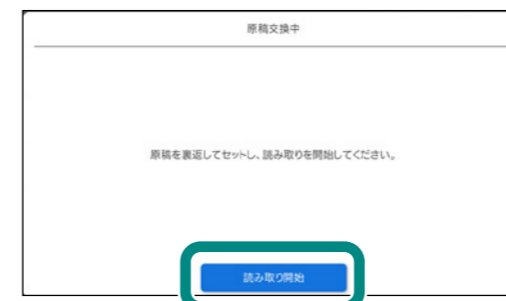 原稿交換中
原稿を裏返してセットし、読み取りを開始してください。
読み取り開始